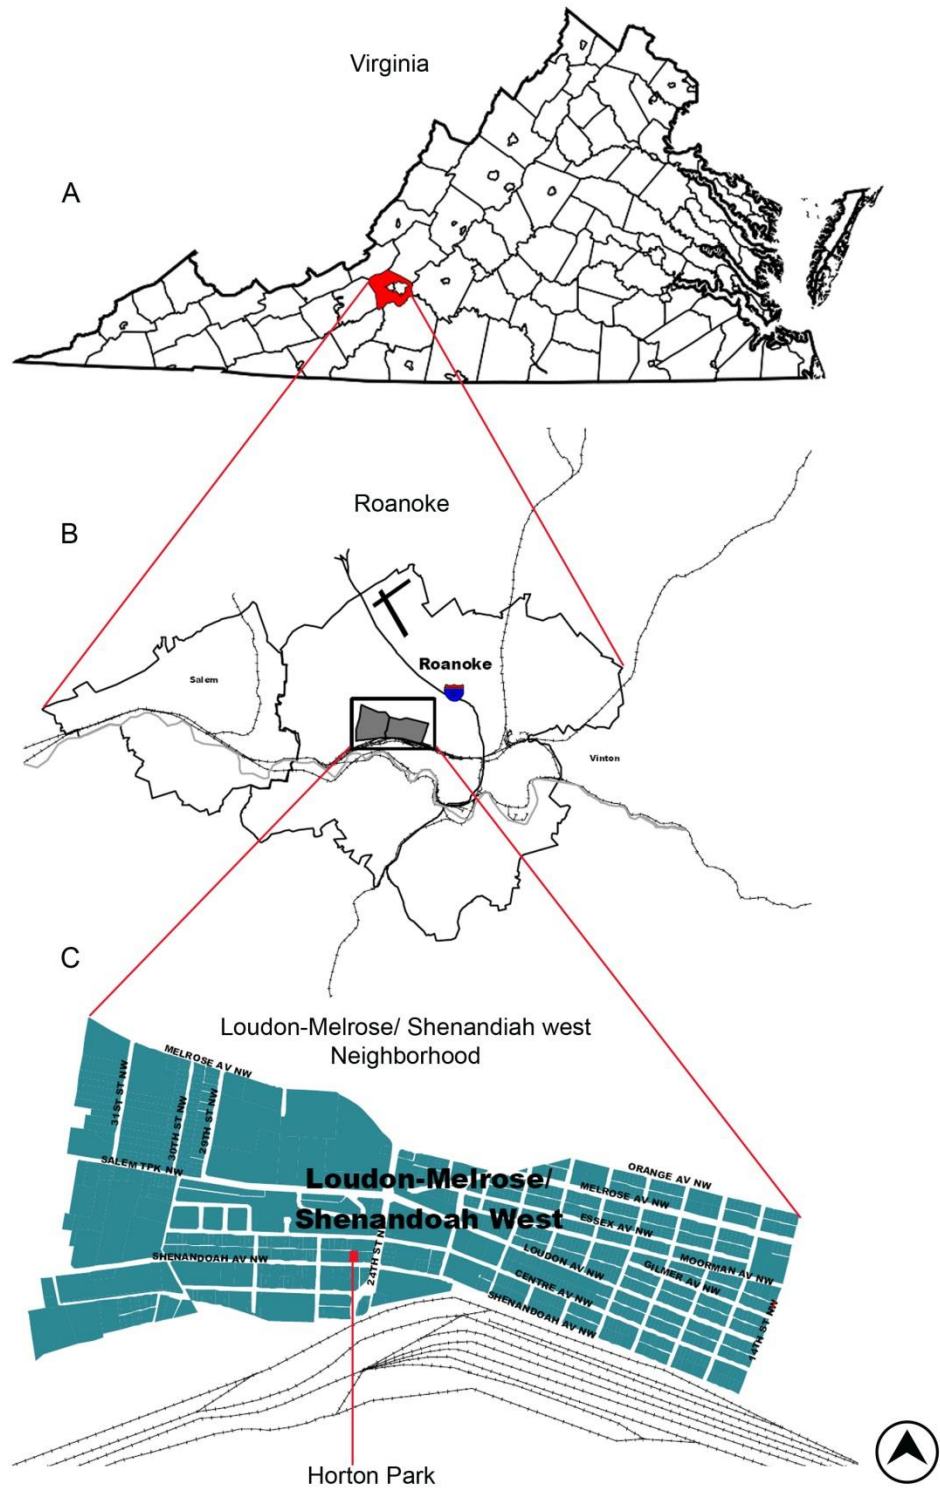 Virginia
A
Roanoke
B
Roanoke
Salem
Vinton
C
Loudon-Melrose/ Shenandiah west
Neighborhood
MELROSE AV NW
31ST ST NW
30TH ST NW
29TH ST NW
SALEM TPK NW
ORANGE AV NW
Loudon-Melrose/
Shenandoah West
MELROSE AV NW
ESSEX AV NW
SHENANDOAH AV NW
24TH ST NW
LOUDON AV NW
MOORMAN AV NW
GILMER AV NW
CENTRE AV NW
SHENANDOAH AV NW
14TH ST NW
Horton Park